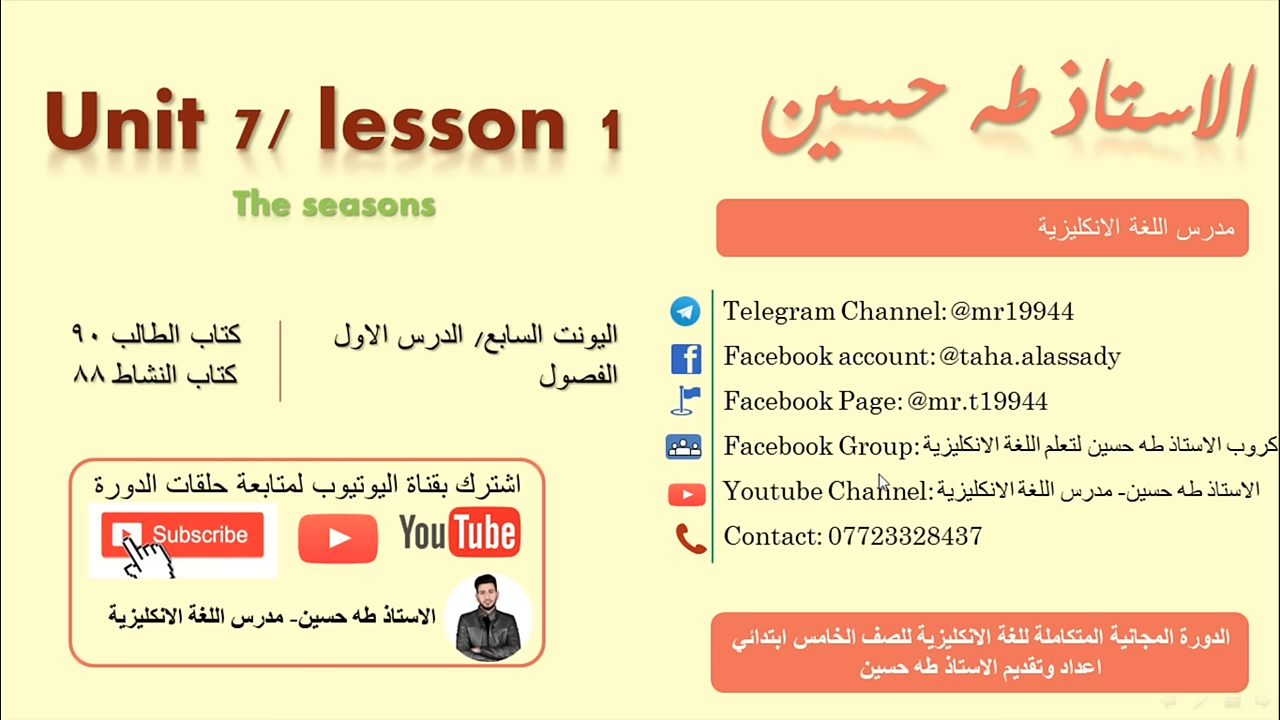 Unit 7/ lesson 1
The seasons
اليونت السابع/ الدرس الاول
الفصول
كتاب الطالب ٩٠
كتاب النشاط ٨٨
اشترك بقناة اليوتيوب لمتابعة حلقات الدورة
Subscribe
YouTube
الاستاذ طه حسين- مدرس اللغة الانكليزية
الاستاذ طه حسين
مدرس اللغة الانكليزية
Telegram Channel: @mr19944
Facebook account: @taha.alassady
Facebook Page: @mr.t19944
Facebook Group: كروب الاستاذ طه حسين لتعلم اللغة الانكليزية
Youtube Channel: الاستاذ طه حسين- مدرس اللغة الانكليزية
Contact: 07723328437
الدورة المجانية المتكاملة للغة الانكليزية للصف الخامس ابتدائي
اعداد وتقديم الاستاذ طه حسين